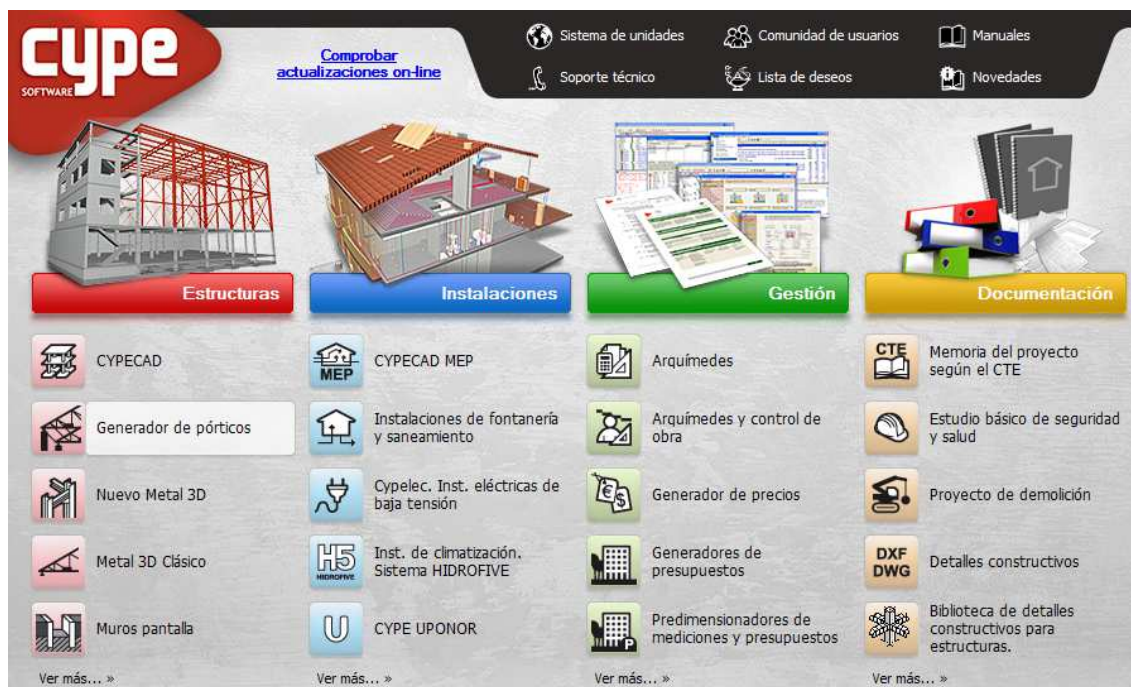 cype
SOFTWARE
Comprobar
actualizaciones on-line
Sistema de unidades
Comunidad de usuarios
Manuales
Soporte técnico
Lista de deseos
Novedades
Estructuras
CYPECAD
Generador de pórticos
Nuevo Metal 3D
Metal 3D Clásico
Muros pantalla
Ver más... »
Instalaciones
MEP
CYPECAD MEP
Instalaciones de fontanería
y saneamiento
Cypelec. Inst. eléctricas de
baja tensión
H5
HIDROFIVE
Inst. de climatización.
Sistema HIDROFIVE
U
CYPE UPONOR
Ver más... »
Gestión
Arquímedes
Arquímedes y control de
obra
€
$
Generador de precios
Generadores de
presupuestos
P
Predimensionadores de
mediciones y presupuestos
Ver más... »
Documentación
CTE
Memoria del proyecto
según el CTE
Estudio básico de seguridad
y salud
Proyecto de demolición
DXF
DWG
Detalles constructivos
Biblioteca de detalles
constructivos para
estructuras.
Ver más... »